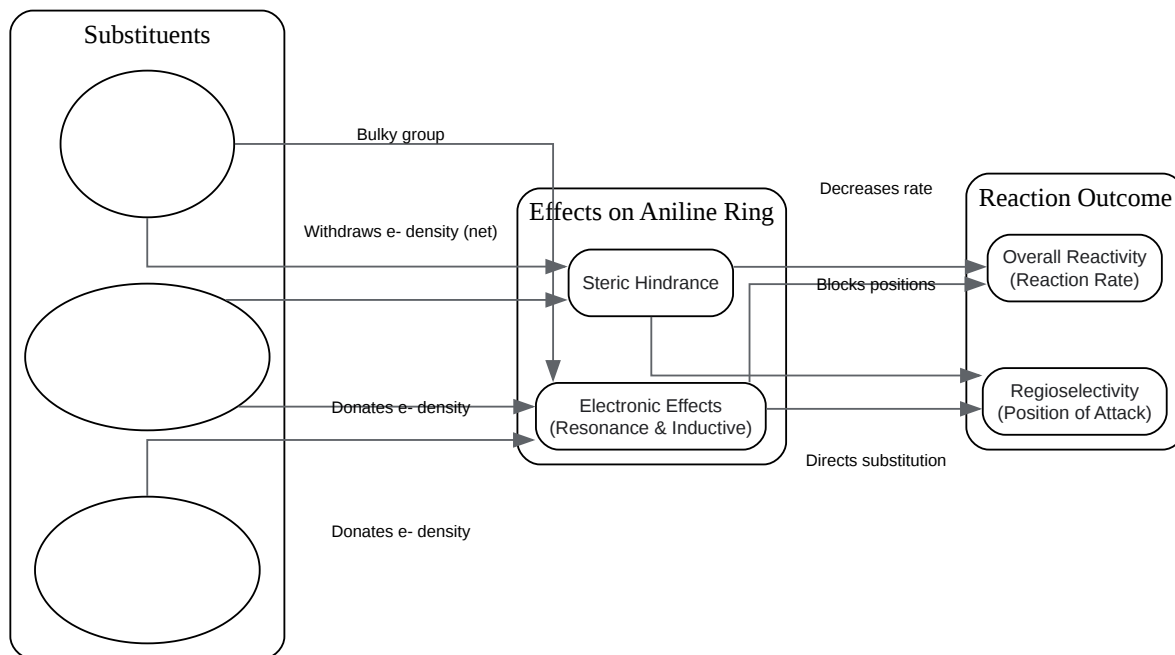 Substituents
Bulky group
Withdraws e- density (net)
Donates e- density
Donates e- density
Effects on Aniline Ring
Steric Hindrance
Electronic Effects
(Resonance & Inductive)
Decreases rate
Blocks positions
Directs substitution
Reaction Outcome
Overall Reactivity
(Reaction Rate)
Regioselectivity
(Position of Attack)